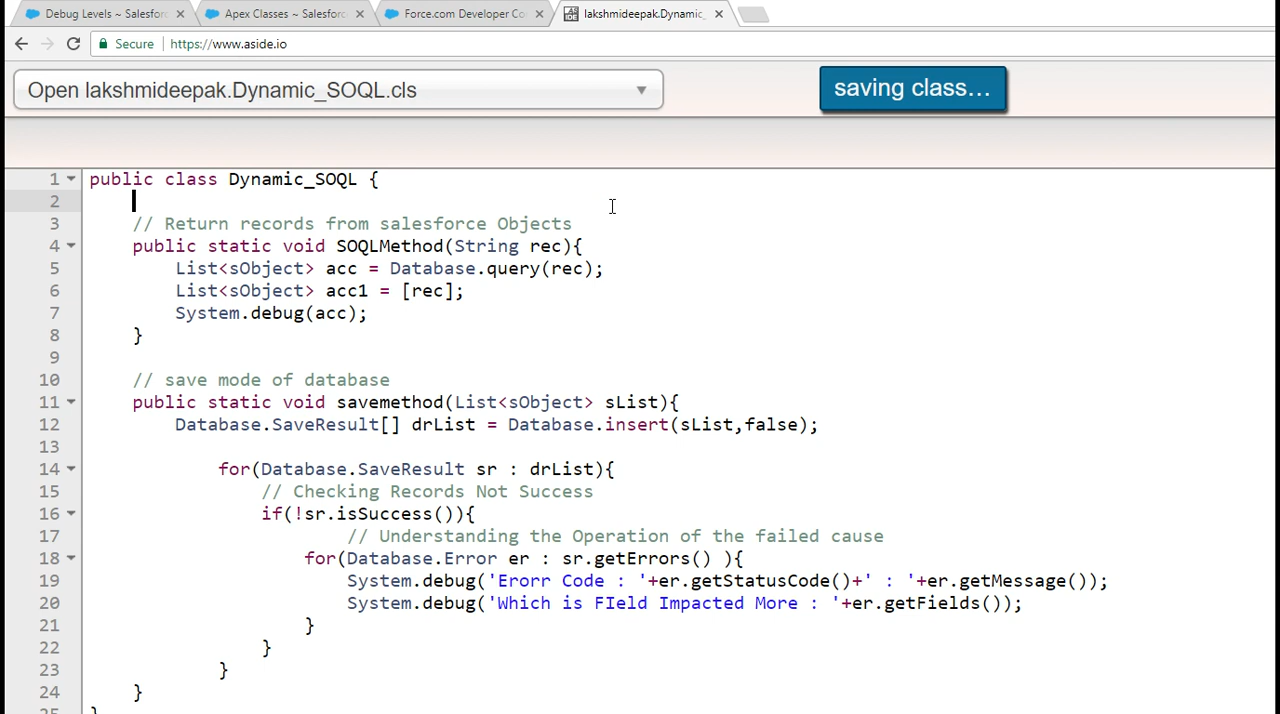 Debug Levels ~ Salesforc
Apex Classes ~ Salesforc
Force.com Developer Co
lakshmideepak.Dynamic_
Secure
https://www.aside.io
Open lakshmideepak.Dynamic_SOQL.cls
saving class...
1 public class Dynamic_SOQL {
2
3 // Return records from salesforce Objects
4 public static void SOQLMethod(String rec){
5 List<sObject> acc = Database.query(rec);
6 List<sObject> acc1 = [rec];
7 System.debug(acc);
8 }
9
10 // save mode of database
11 public static void savemethod(List<sObject> sList){
12 Database.SaveResult[] drList = Database.insert(sList,false);
13
14 for(Database.SaveResult sr : drList){
15 // Checking Records Not Success
16 if(!sr.isSuccess()){
17 // Understanding the Operation of the failed cause
18 for(Database.Error er : sr.getErrors() ){
19 System.debug('Erorr Code : '+er.getStatusCode()+' : '+er.getMessage());
20 System.debug('Which is FIeld Impacted More : '+er.getFields());
21 }
22 }
23 }
24 }
25 }